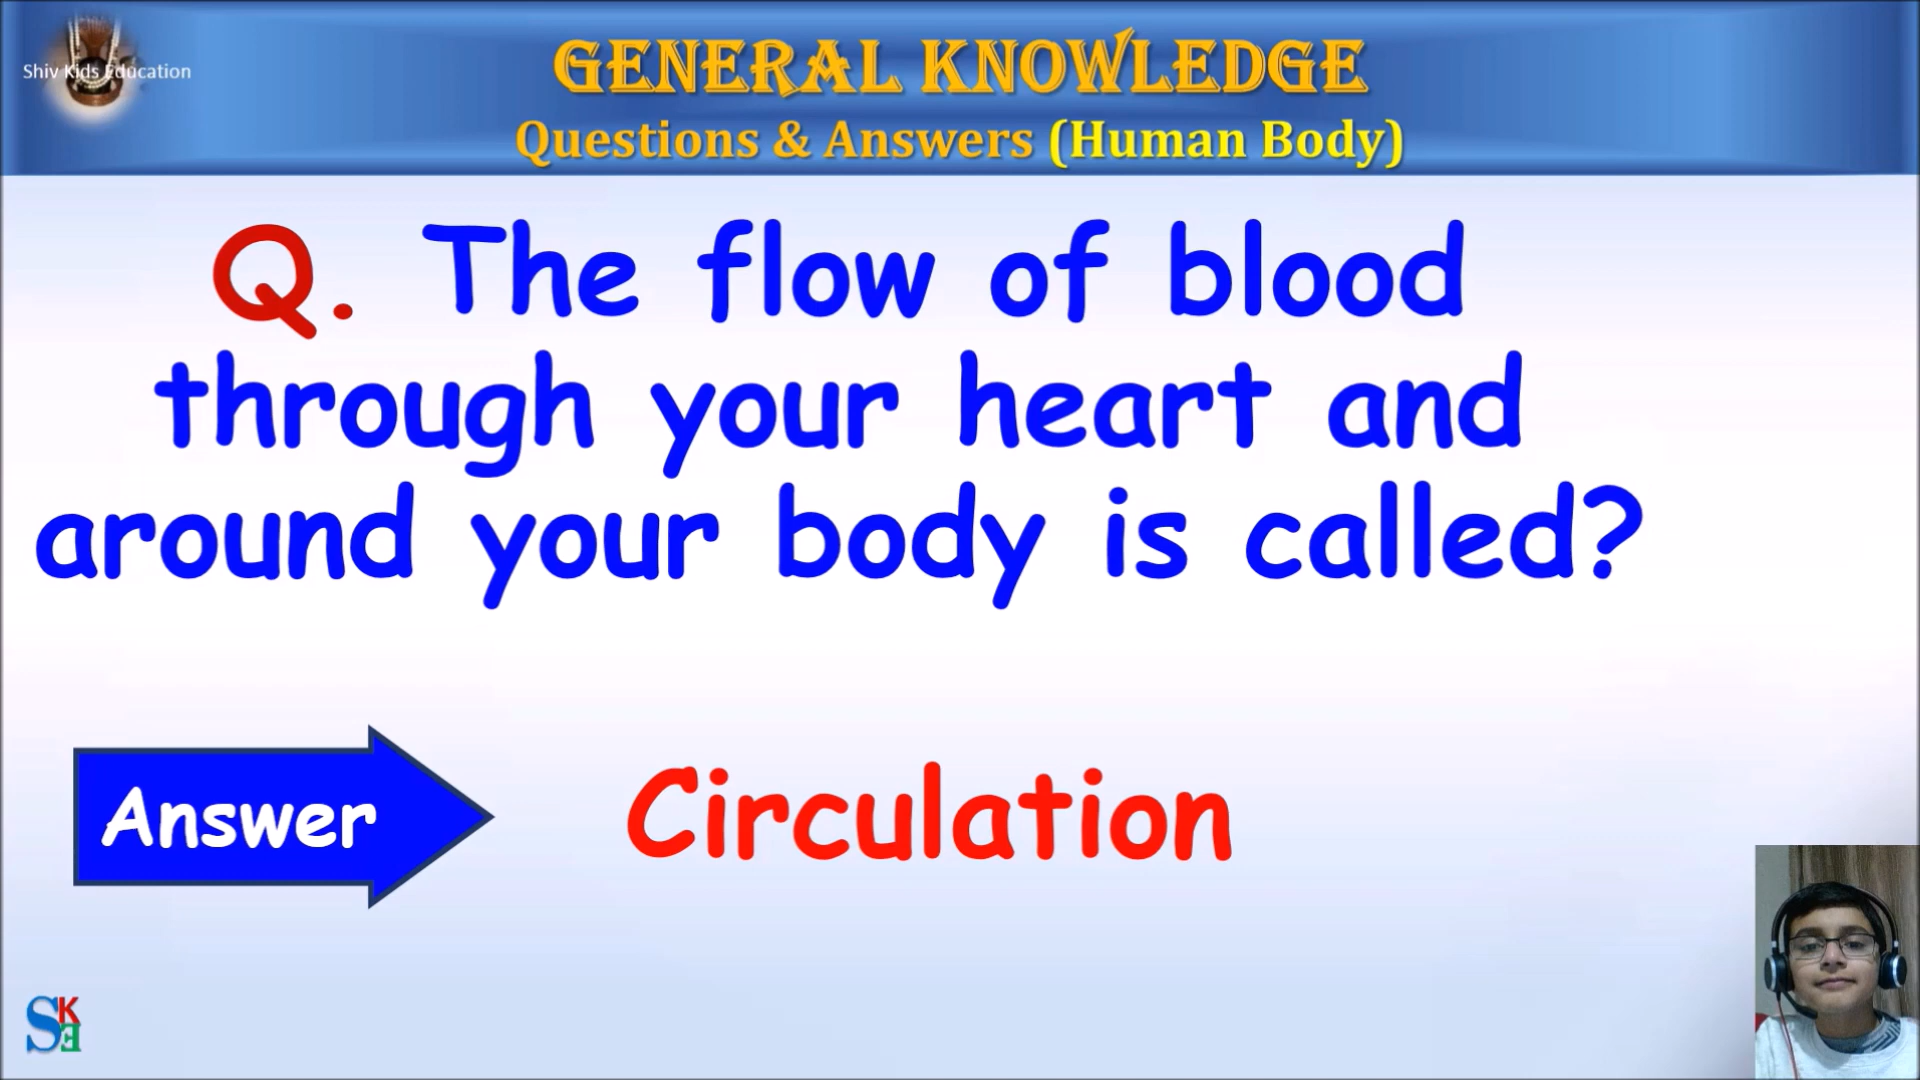 Shiv Kids Education
GENERAL KNOWLEDGE
Questions & Answers (Human Body)
Q. The flow of blood
through your heart and
around your body is called?
Answer
Circulation
SKE